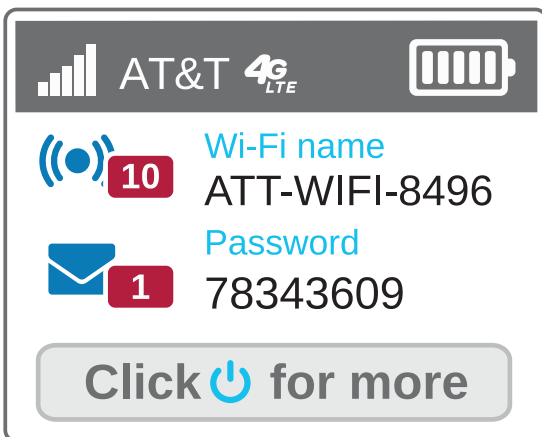 AT&T 4G LTE
Wi-Fi name
10
ATT-WIFI-8496
Password
1
78343609
Click for more